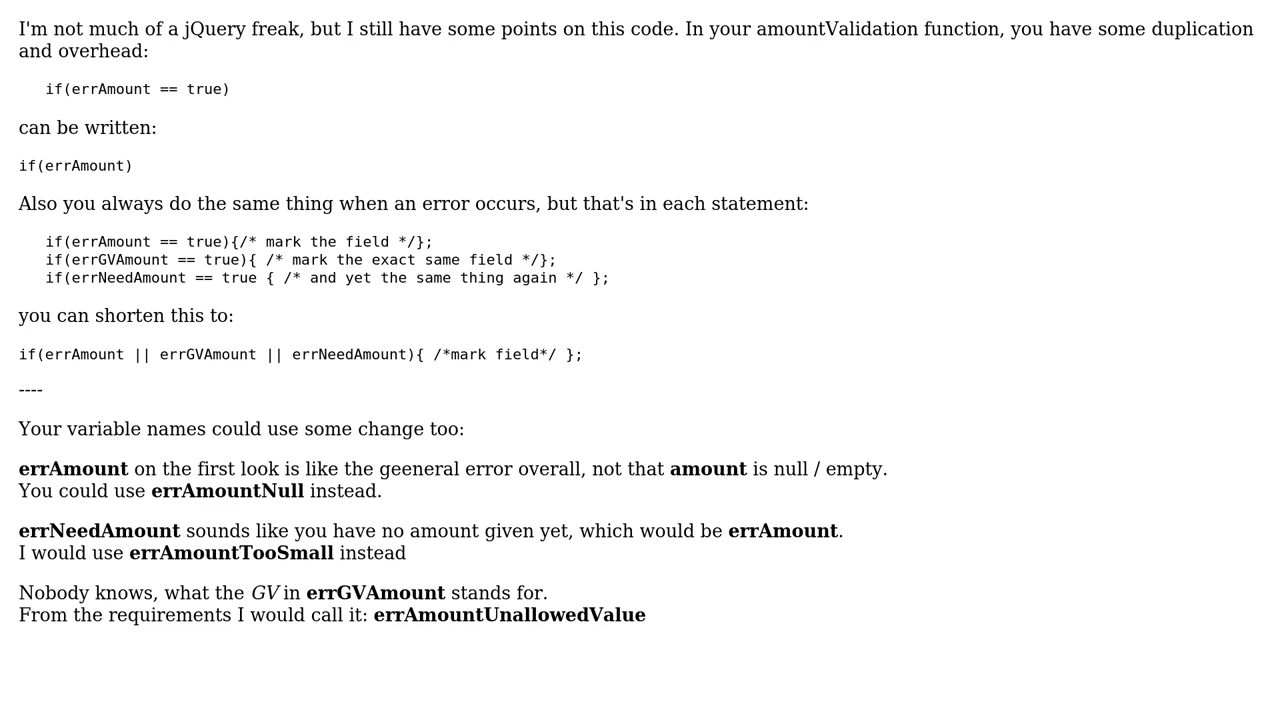 I'm not much of a jQuery freak, but I still have some points on this code. In your amountValidation function, you have some duplication
and overhead:
if(errAmount == true)
can be written:
if(errAmount)
Also you always do the same thing when an error occurs, but that's in each statement:
if(errAmount == true){/* mark the field */};
if(errGVAmount == true){ /* mark the exact same field */};
if(errNeedAmount == true { /* and yet the same thing again */ };
you can shorten this to:
if(errAmount || errGVAmount || errNeedAmount){ /*mark field*/ };
----
Your variable names could use some change too:
errAmount on the first look is like the geeneral error overall, not that amount is null / empty.
You could use errAmountNull instead.
errNeedAmount sounds like you have no amount given yet, which would be errAmount.
I would use errAmountTooSmall instead
Nobody knows, what the GV in errGVAmount stands for.
From the requirements I would call it: errAmountUnallowedValue